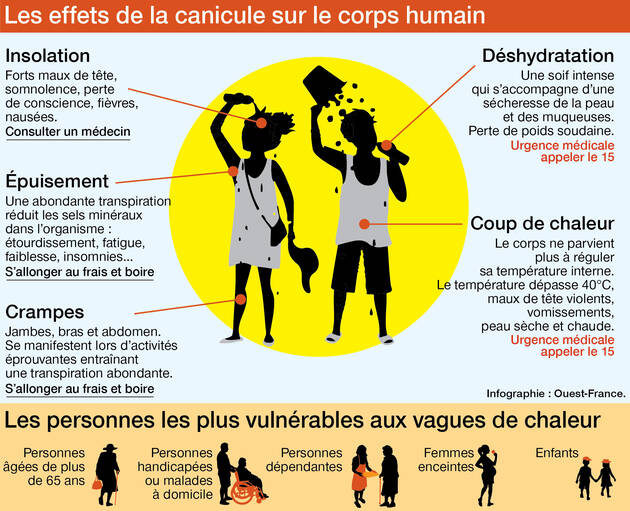 Les effets de la canicule sur le corps humain
Insolation
Forts maux de tête,
somnolence, perte
de conscience, fièvres,
nausées.
Consulter un médecin
Épuisement
Une abondante transpiration
réduit les sels minéraux
dans l'organisme :
étourdissement, fatigue,
faiblesse, insomnies...
S'allonger au frais et boire
Crampes
Jambes, bras et abdomen.
Se manifestent lors d'activités
éprouvantes entraînant
une transpiration abondante.
S'allonger au frais et boire
Déshydratation
Une soif intense
qui s'accompagne d'une
sécheresse de la peau
et des muqueuses.
Perte de poids soudaine.
Urgence médicale
appeler le 15
Coup de chaleur
Le corps ne parvient
plus à réguler
sa température interne.
Le température dépasse 40°C,
maux de tête violents,
vomissements,
peau sèche et chaude.
Urgence médicale
appeler le 15
Infographie : Ouest-France.
Les personnes les plus vulnérables aux vagues de chaleur
Personnes
âgées de plus
de 65 ans
Personnes
handicapées
ou malades
à domicile
Personnes
dépendantes
Femmes
enceintes
Enfants